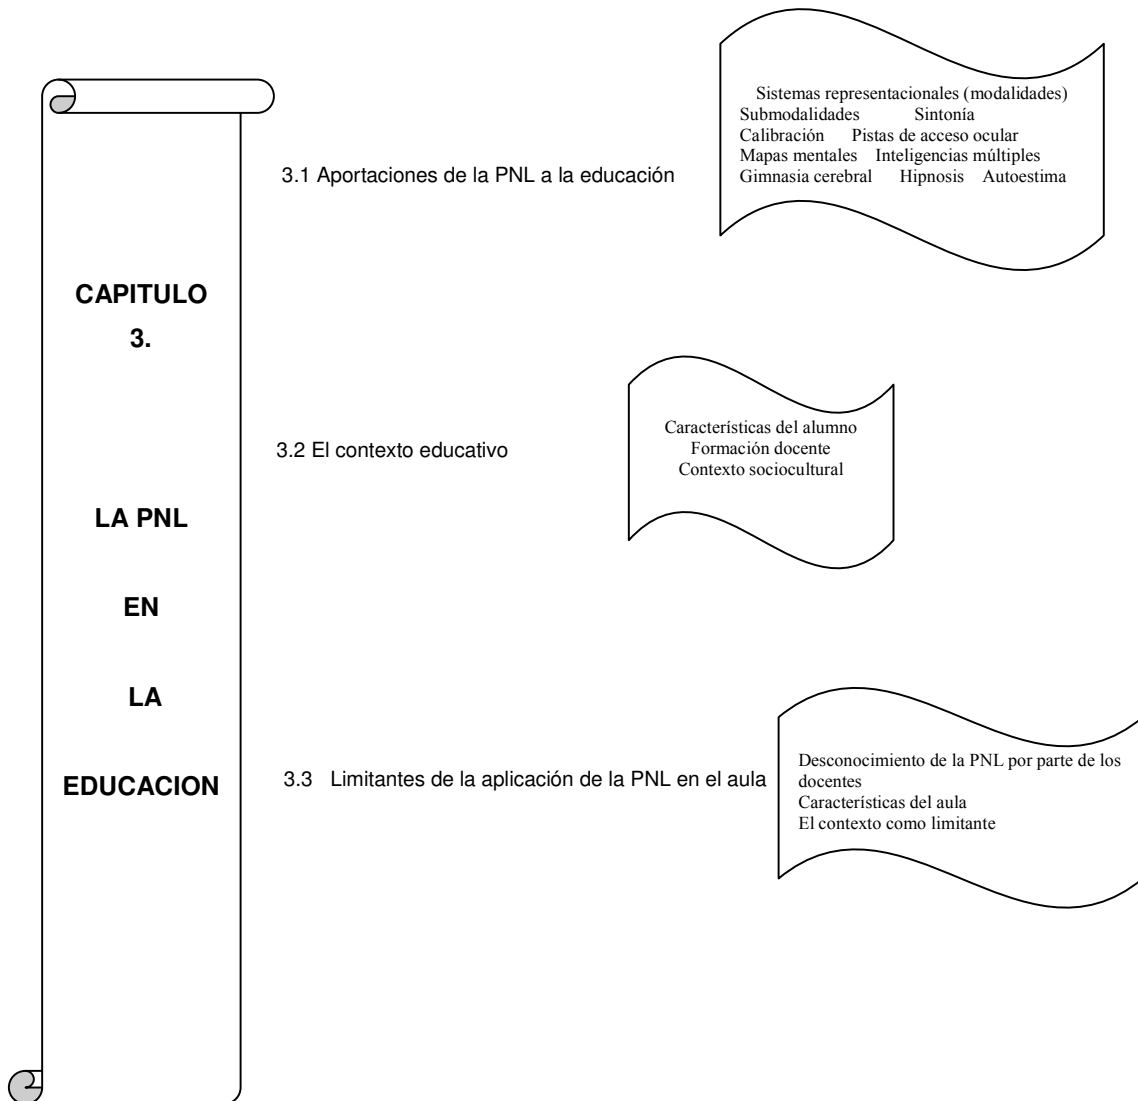 CAPITULO
3.
LA PNL
EN
LA
EDUCACION
3.1 Aportaciones de la PNL a la educación
Sistemas representacionales (modalidades)
Submodalidades Sintonía
Calibración Pistas de acceso ocular
Mapas mentales Inteligencias múltiples
Gimnasia cerebral Hipnosis Autoestima
3.2 El contexto educativo
Características del alumno
Formación docente
Contexto sociocultural
3.3 Limitantes de la aplicación de la PNL en el aula
Desconocimiento de la PNL por parte de los
docentes
Características del aula
El contexto como limitante